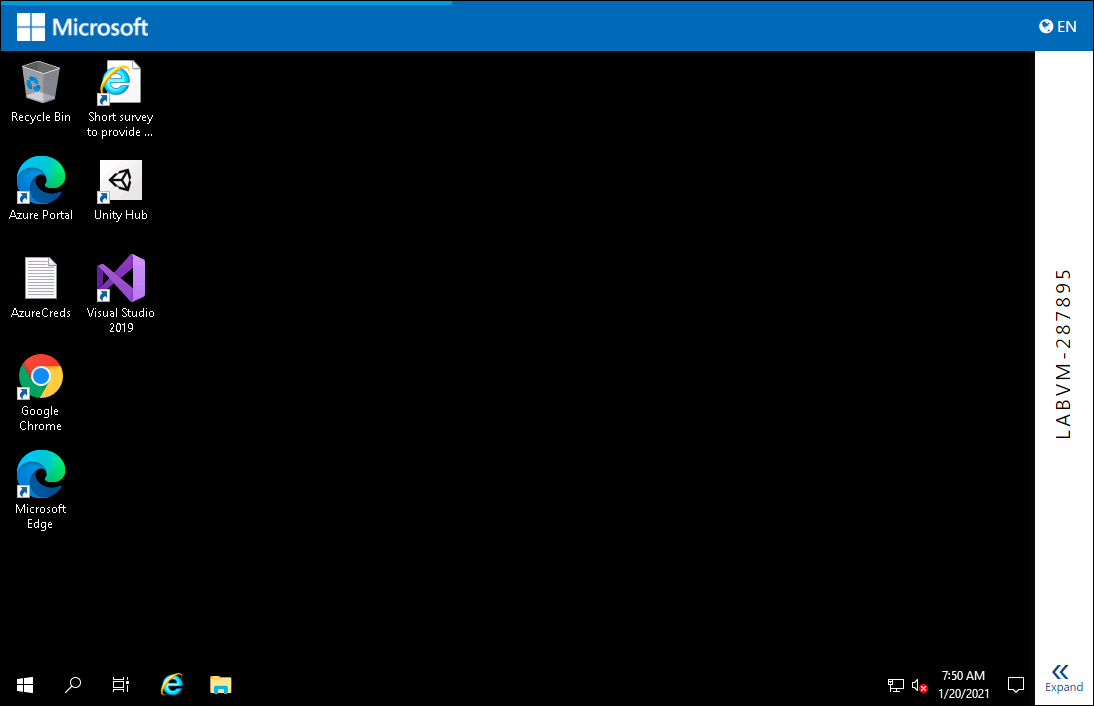 Microsoft
EN
Recycle Bin
Short survey
to provide ...
Azure Portal
Unity Hub
AzureCreds
Visual Studio
2019
Google
Chrome
Microsoft
Edge
LABVM-287895
7:50 AM
1/20/2021
Expand